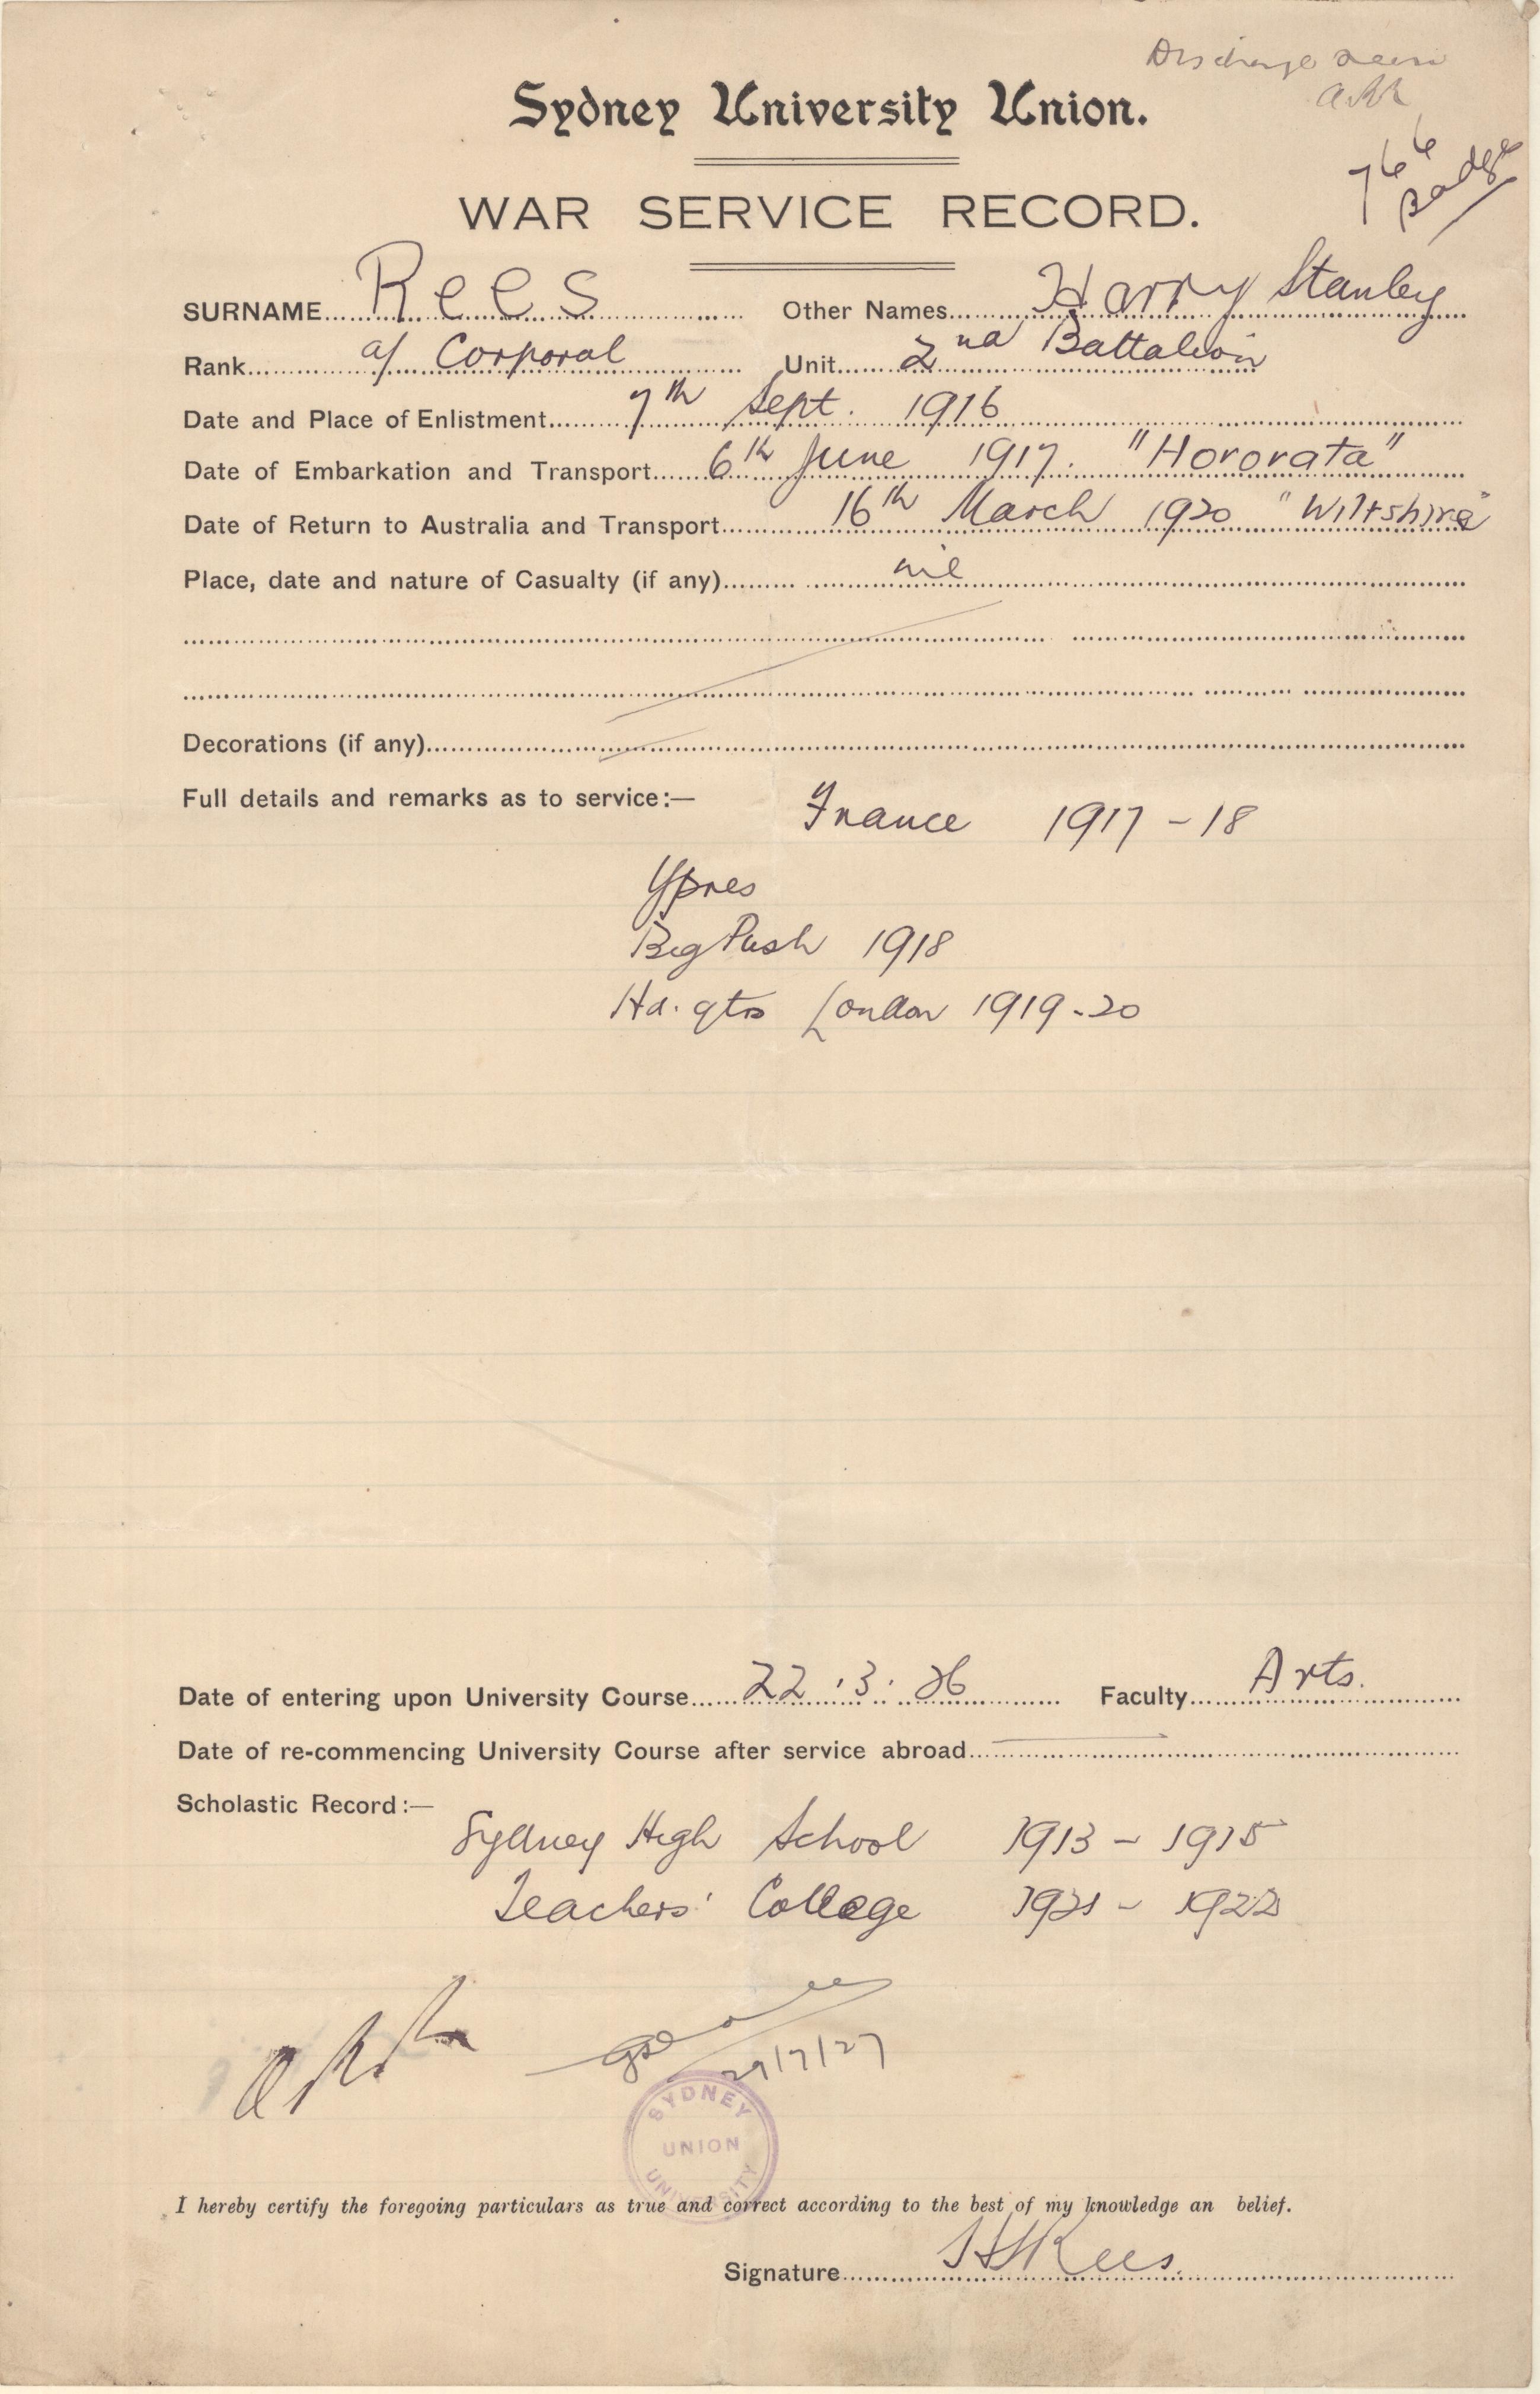 Discharge seen
Sydney University Union.
766
Badge
WAR SERVICE RECORD.
SURNAME Rees Other Names Harry Stanley
Rank a/ Corporal Unit 2nd Battalion
Date and Place of Enlistment 7th Sept. 1916
Date of Embarkation and Transport 6th June 1917. "Hororata"
Date of Return to Australia and Transport 16th March 1920 "Wiltshire"
Place, date and nature of Casualty (if any) nil
Decorations (if any)
Full details and remarks as to service:— France 1917-18
Ypres
Big Push 1918
Hd. qtrs London 1919-20
Date of entering upon University Course 22.3.26 Faculty Arts.
Date of re-commencing University Course after service abroad
Scholastic Record:—
Sydney High School 1913 - 1915
Teachers' College 1921 - 1922
29/7/27
SYDNEY
UNION
UNIVERSITY
I hereby certify the foregoing particulars as true and correct according to the best of my knowledge an belief.
Signature HSRees.